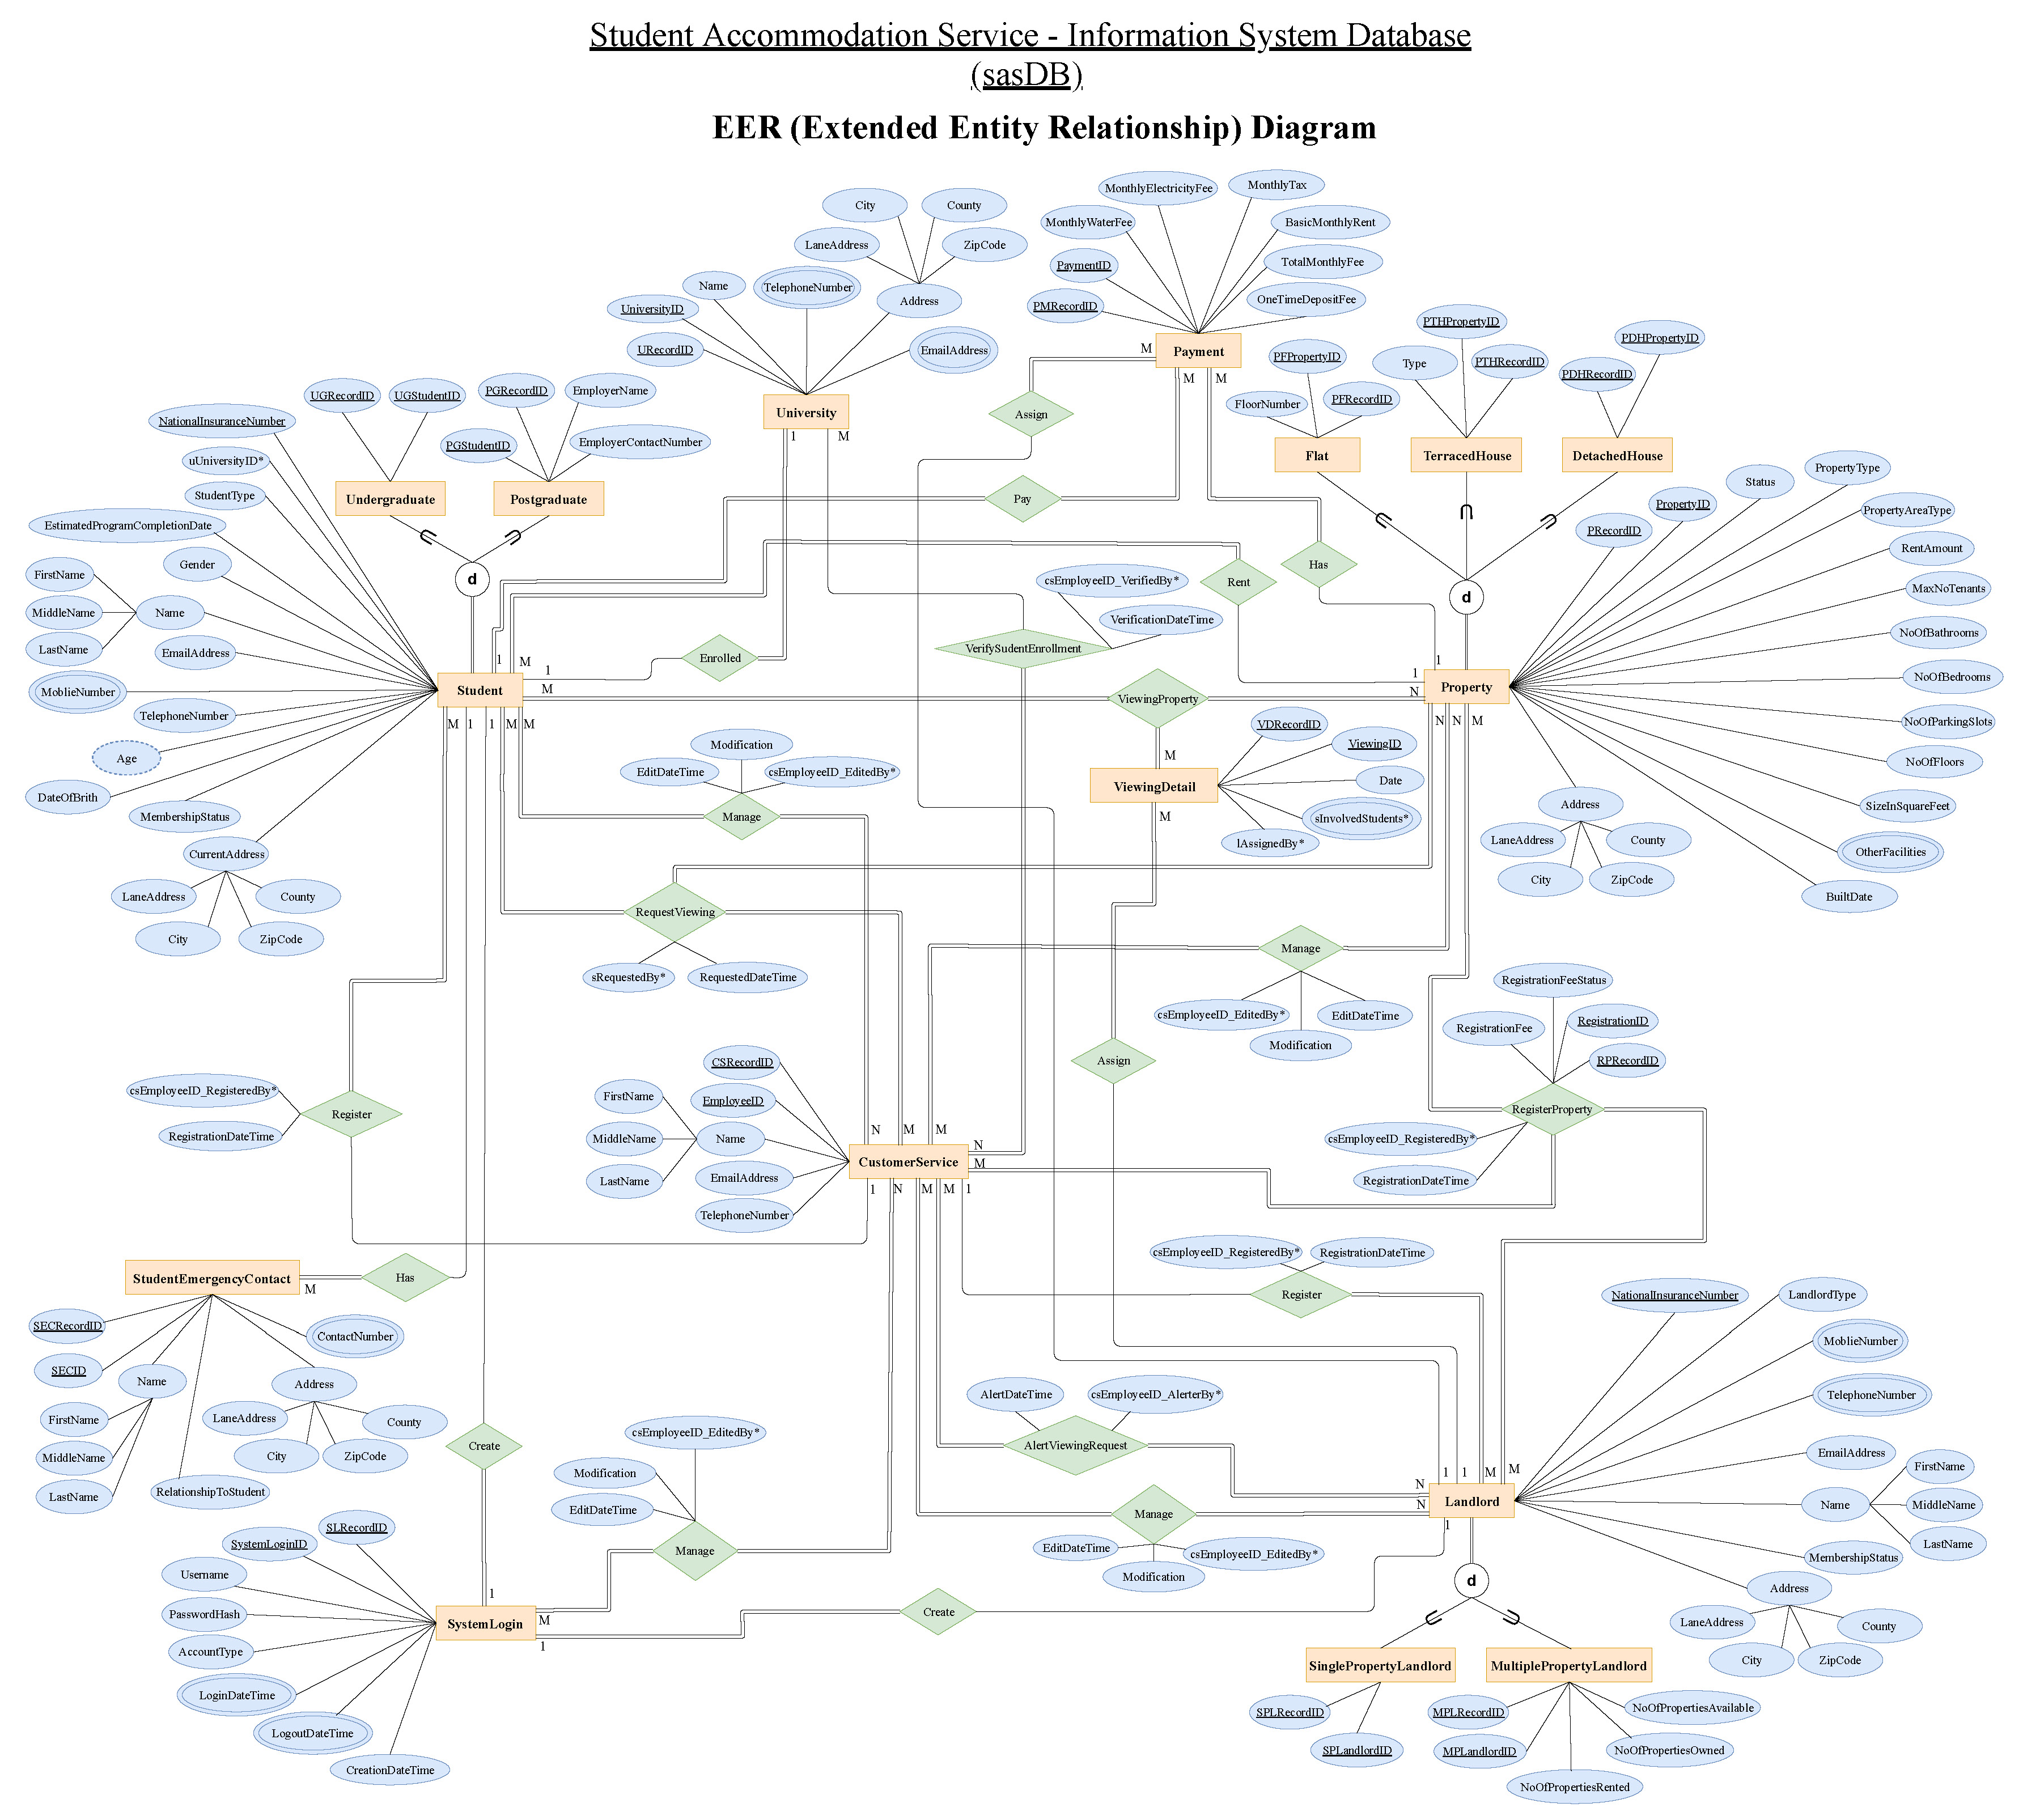 Student Accommodation Service - Information System Database
(sasDB)
EER (Extended Entity Relationship) Diagram
City
County
LaneAddress
ZipCode
Name
TelephoneNumber
Address
UniversityID
URecordID
EmailAddress
University
1
M
MonthlyElectricityFee
MonthlyTax
MonthlyWaterFee
BasicMonthlyRent
PaymentID
TotalMonthlyFee
PMRecordID
OneTimeDepositFee
Payment
M
M
M
Assign
Pay
Has
Rent
PFPropertyID
FloorNumber
PFRecordID
Flat
PTHPropertyID
Type
PTHRecordID
TerracedHouse
PDHPropertyID
PDHRecordID
DetachedHouse
d
UGRecordID
UGStudentID
Undergraduate
PGRecordID
EmployerName
PGStudentID
EmployerContactNumber
Postgraduate
d
NationalInsuranceNumber
uUniversityID*
StudentType
EstimatedProgramCompletionDate
Gender
FirstName
MiddleName
LastName
Name
EmailAddress
MoblieNumber
TelephoneNumber
Age
DateOfBrith
MembershipStatus
CurrentAddress
LaneAddress
County
City
ZipCode
Student
1
M
1
M
M
1
1
M
M
Enrolled
csEmployeeID_VerifiedBy*
VerificationDateTime
VerifySudentEnrollment
ViewingProperty
M
PRecordID
PropertyID
Status
PropertyType
PropertyAreaType
RentAmount
MaxNoTenants
NoOfBathrooms
NoOfBedrooms
NoOfParkingSlots
NoOfFloors
SizeInSquareFeet
OtherFacilities
BuiltDate
Address
LaneAddress
County
City
ZipCode
Property
1
1
N
N
N
M
VDRecordID
ViewingID
Date
sInvolvedStudents*
lAssignedBy*
ViewingDetail
M
Modification
EditDateTime
csEmployeeID_EditedBy*
Manage
RequestViewing
sRequestedBy*
RequestedDateTime
Manage
csEmployeeID_EditedBy*
EditDateTime
Modification
Assign
RegistrationFeeStatus
RegistrationFee
RegistrationID
RPRecordID
RegisterProperty
csEmployeeID_RegisteredBy*
RegistrationDateTime
csEmployeeID_RegisteredBy*
RegistrationDateTime
Register
CSRecordID
EmployeeID
FirstName
MiddleName
LastName
Name
EmailAddress
TelephoneNumber
CustomerService
N
M
M
N
M
1
N
M
M
1
csEmployeeID_RegisteredBy*
RegistrationDateTime
Register
StudentEmergencyContact
M
Has
SECRecordID
SECID
Name
FirstName
MiddleName
LastName
RelationshipToStudent
ContactNumber
Address
LaneAddress
County
City
ZipCode
Create
csEmployeeID_EditedBy*
Modification
EditDateTime
Manage
AlertDateTime
csEmployeeID_AlerterBy*
AlertViewingRequest
Manage
EditDateTime
csEmployeeID_EditedBy*
Modification
Create
SLRecordID
SystemLoginID
Username
PasswordHash
AccountType
LoginDateTime
LogoutDateTime
CreationDateTime
SystemLogin
1
M
1
NationalInsuranceNumber
LandlordType
MoblieNumber
TelephoneNumber
EmailAddress
Name
FirstName
MiddleName
LastName
MembershipStatus
Address
LaneAddress
County
City
ZipCode
Landlord
N
1
1
M
M
N
1
d
SinglePropertyLandlord
SPLRecordID
SPLandlordID
MultiplePropertyLandlord
MPLRecordID
MPLandlordID
NoOfPropertiesAvailable
NoOfPropertiesOwned
NoOfPropertiesRented